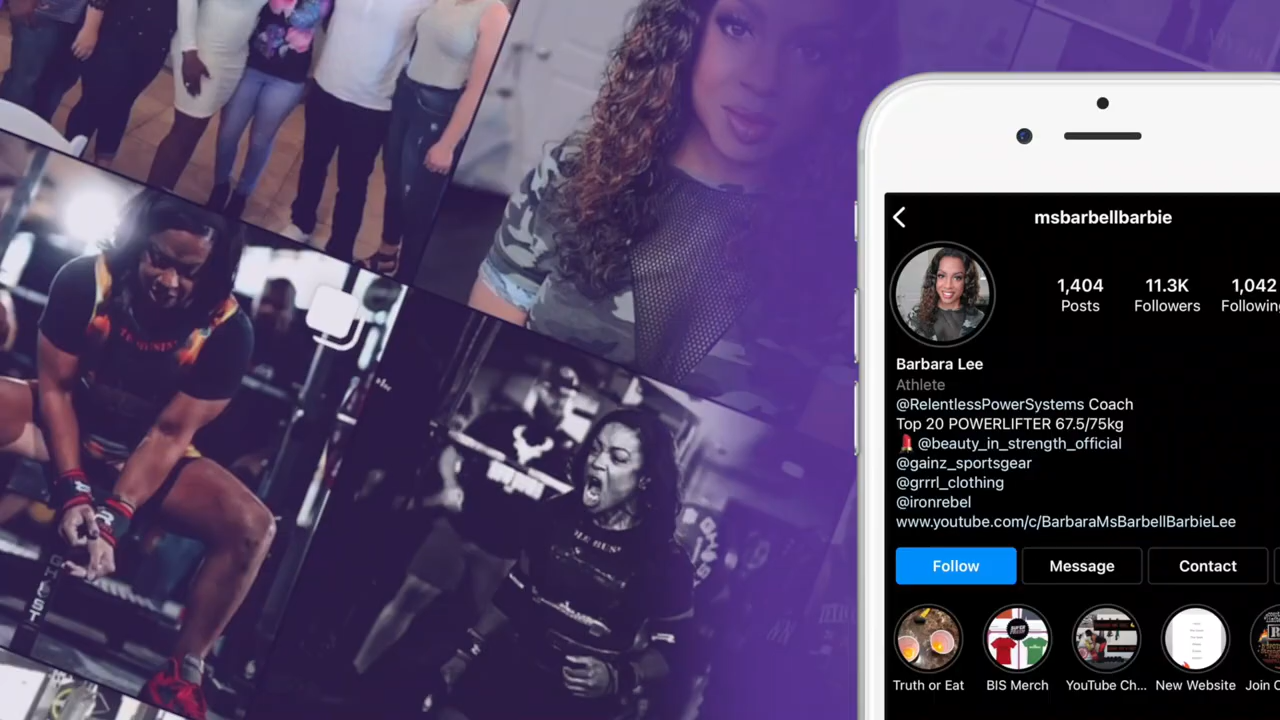 msbarbellbarbie
1,404 11.3K 1,042
Posts Followers Following
Barbara Lee
Athlete
@RelentlessPowerSystems Coach
Top 20 POWERLIFTER 67.5/75kg
💄 @beauty_in_strength_official
@gainz_sportsgear
@grrrl_clothing
@ironrebel
www.youtube.com/c/BarbaraMsBarbellBarbieLee
Follow Message Contact
Truth or Eat BIS Merch YouTube Ch... New Website Join